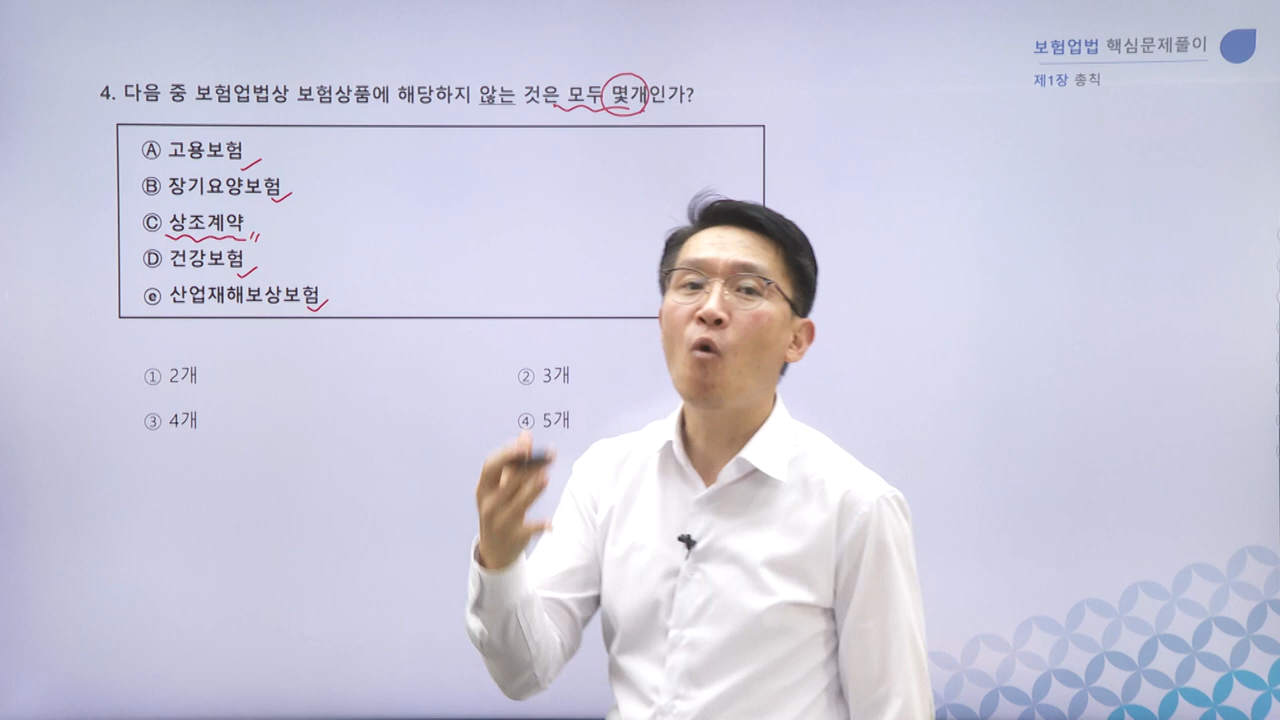 보험업법 핵심문제풀이
제1장 총칙
4. 다음 중 보험업법상 보험상품에 해당하지 않는 것은 모두 몇개인가?
Ⓐ 고용보험
Ⓑ 장기요양보험
Ⓒ 상조계약
Ⓓ 건강보험
ⓔ 산업재해보상보험
① 2개
② 3개
③ 4개
④ 5개